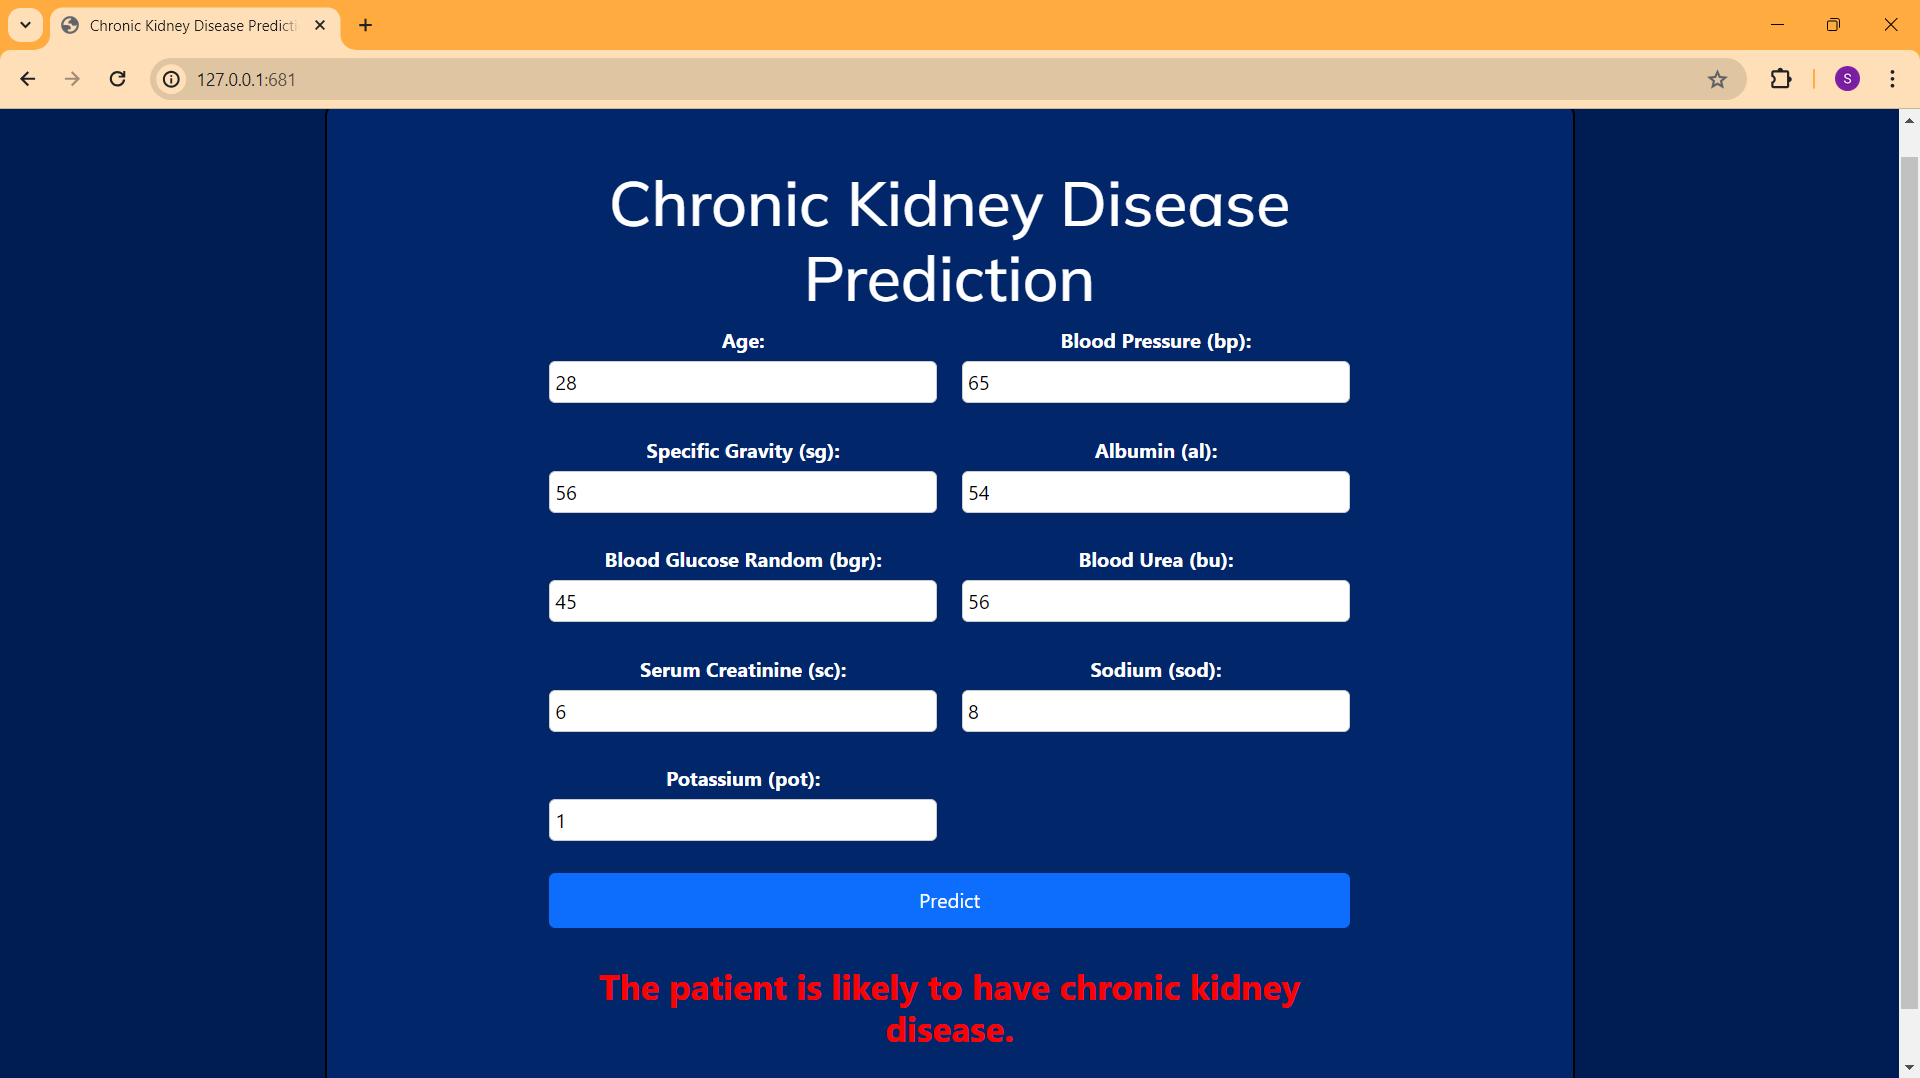 Chronic Kidney Disease Predicti
127.0.0.1:681
S
Chronic Kidney Disease
Prediction
Age:
Blood Pressure (bp):
28
65
Specific Gravity (sg):
Albumin (al):
56
54
Blood Glucose Random (bgr):
Blood Urea (bu):
45
56
Serum Creatinine (sc):
Sodium (sod):
6
8
Potassium (pot):
1
Predict
The patient is likely to have chronic kidney
disease.